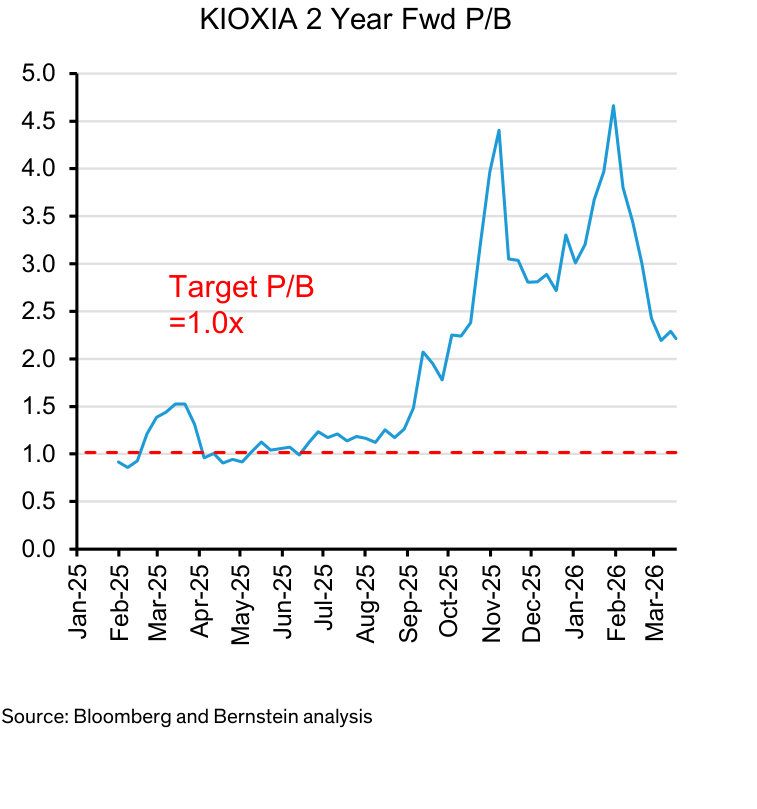 KIOXIA 2 Year Fwd P/B
5.0
4.5
4.0
3.5
3.0
2.5
2.0
1.5
1.0
0.5
0.0
Target P/B
=1.0x
Jan-25
Feb-25
Mar-25
Apr-25
May-25
Jun-25
Jul-25
Aug-25
Sep-25
Oct-25
Nov-25
Dec-25
Jan-26
Feb-26
Mar-26
Source: Bloomberg and Bernstein analysis